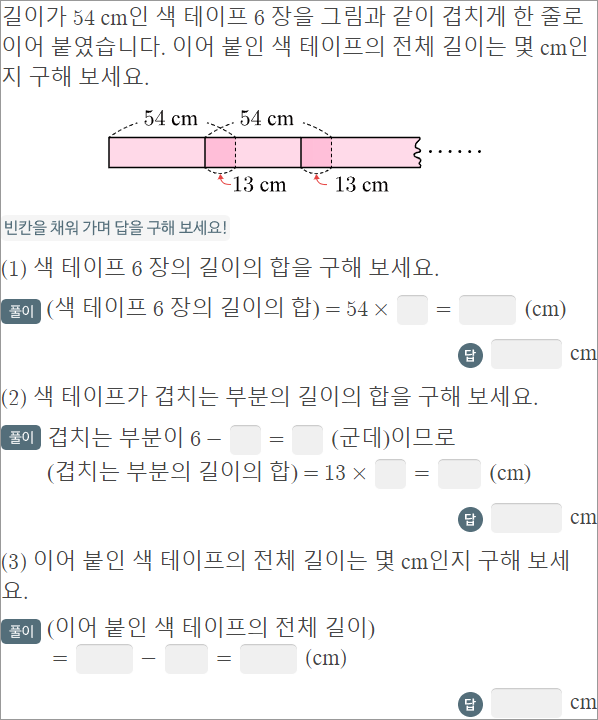 길이가 54 cm인 색 테이프 6 장을 그림과 같이 겹치게 한 줄로
이어 붙였습니다. 이어 붙인 색 테이프의 전체 길이는 몇 cm인
지 구해 보세요.
54 cm 54 cm
······
13 cm 13 cm
빈칸을 채워 가며 답을 구해 보세요!
(1) 색 테이프 6 장의 길이의 합을 구해 보세요.
풀이 (색 테이프 6 장의 길이의 합) = 54 × = (cm)
답 cm
(2) 색 테이프가 겹치는 부분의 길이의 합을 구해 보세요.
풀이 겹치는 부분이 6 − = (군데)이므로
(겹치는 부분의 길이의 합) = 13 × = (cm)
답 cm
(3) 이어 붙인 색 테이프의 전체 길이는 몇 cm인지 구해 보세
요.
풀이 (이어 붙인 색 테이프의 전체 길이)
= − = (cm)
답 cm